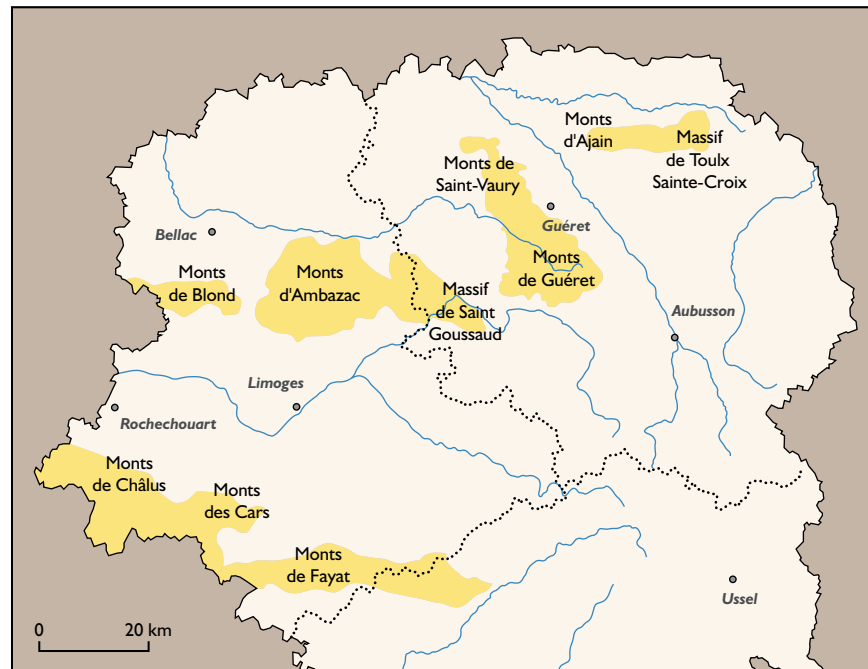 Monts
d'Ajain
Massif
de Toulx
Sainte-Croix
Monts de
Saint-Vaury
Guéret
Bellac
Monts
de Blond
Monts
d'Ambazac
Massif
de Saint
Goussaud
Monts
de Guéret
Aubusson
Limoges
Rochechouart
Monts
de Châlus
Monts
des Cars
Monts
de Fayat
Ussel
0 20 km